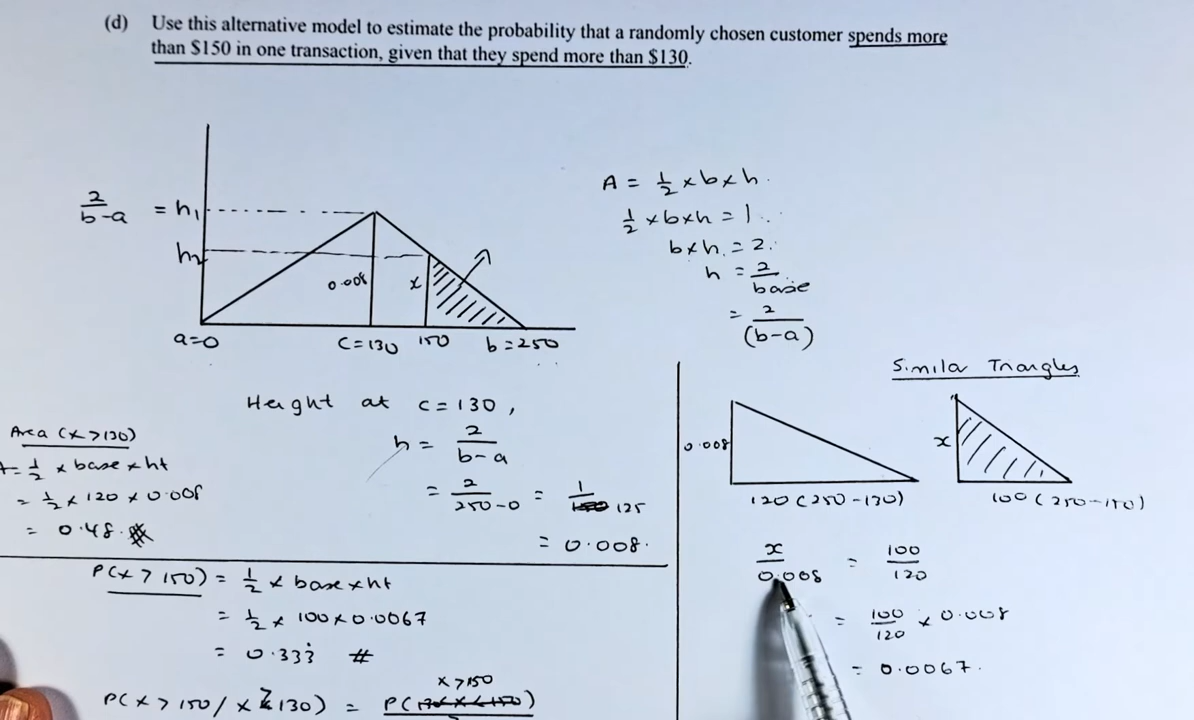 (d) Use this alternative model to estimate the probability that a randomly chosen customer spends more
than $150 in one transaction, given that they spend more than $130.
2/(b-a) = h₁
h₂
0.008
x
a=0
C=130
150
b=250
A = 1/2 × b × h
1/2 × b × h = 1
b × h = 2
h = 2/base
= 2/(b-a)
Height at c = 130,
h = 2/(b-a)
= 2/(250-0) = 1/125
= 0.008
Area (x > 130)
A = 1/2 × base × ht
= 1/2 × 120 × 0.008
= 0.48
P(x > 150) = 1/2 × base × ht
= 1/2 × 100 × 0.0067
= 0.333̇ #
P(x > 150 / x > 130) = P(x > 150)
Similar Triangles
0.008
120 (250-130)
x
100 (250-150)
x/0.008 = 100/120
= 100/120 × 0.008
= 0.0067.